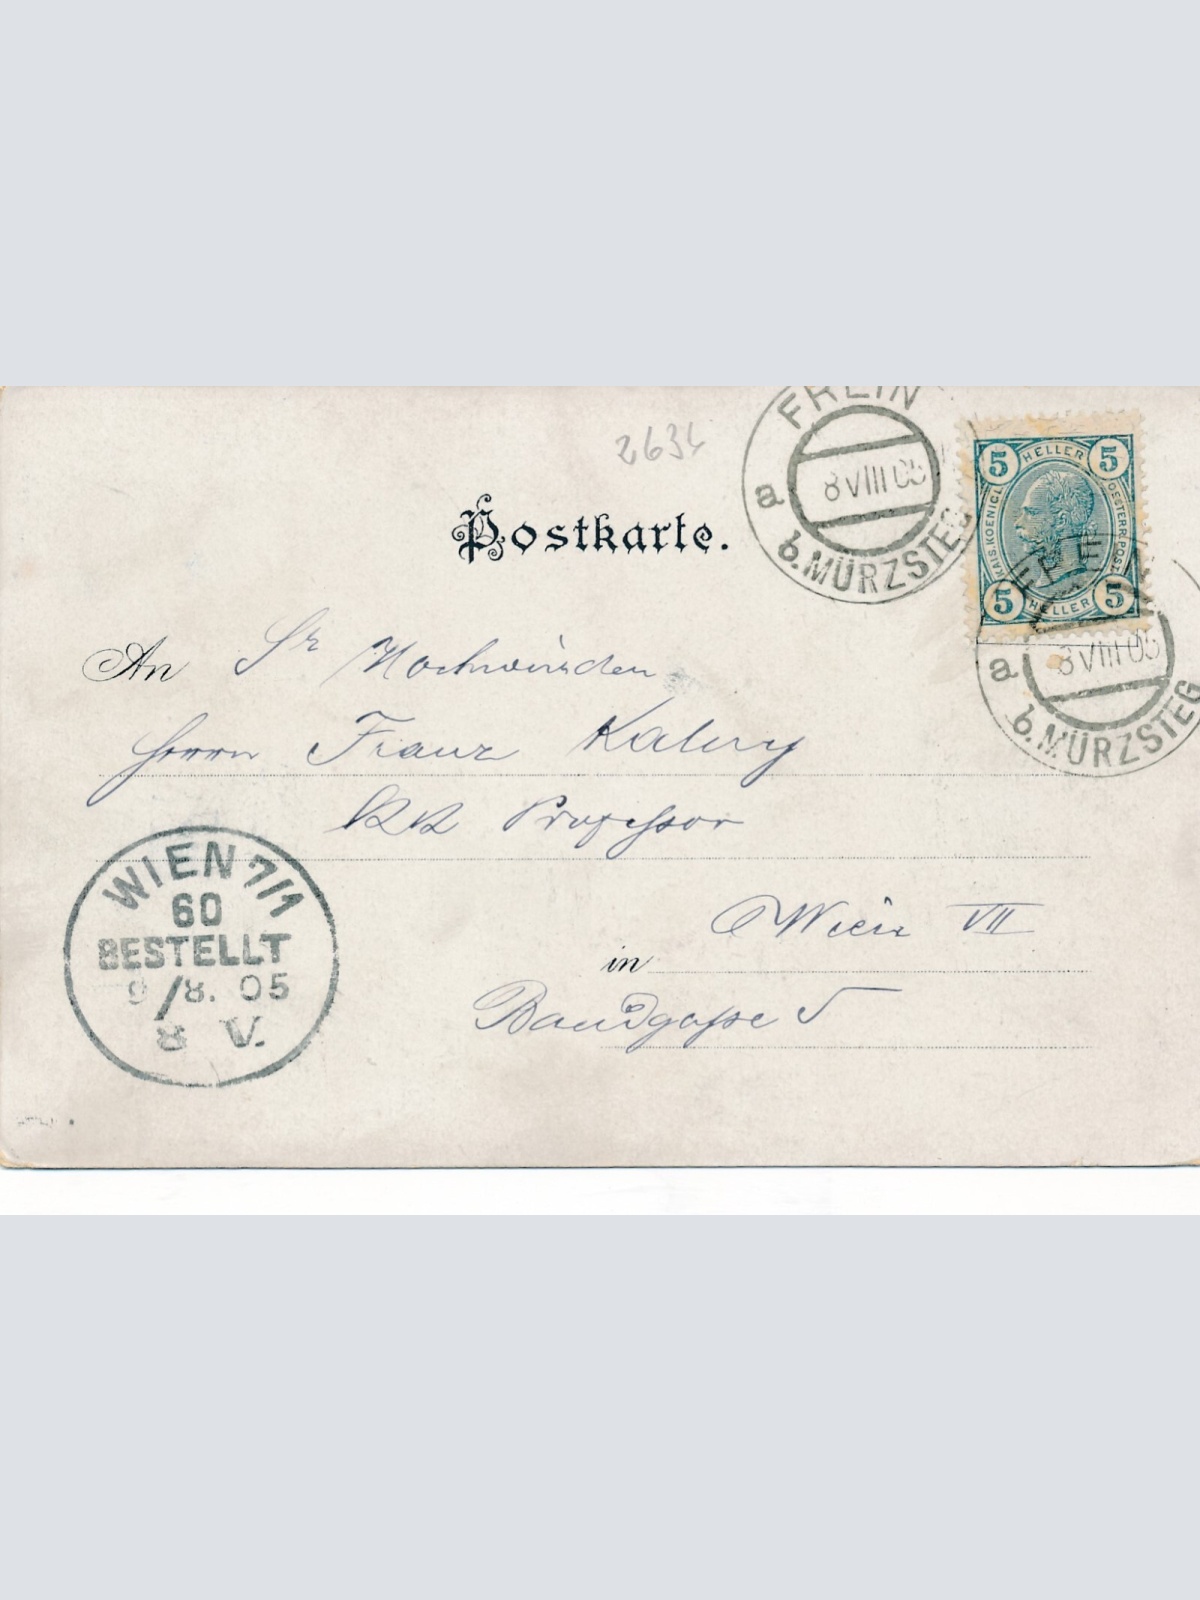 FREIN
a 8 VIII 05
b. MÜRZSTEG
2634
5 HELLER 5
KAIS. KOENIGL. OESTERR. POST.
5 HELLER 5
FREIN
a 8 VIII 05
b. MÜRZSTEG
Postkarte.
An Sr Hochwürden
Herrn Franz
KK Professor
Wien VII
in
Bandgasse 5
WIEN 7/1
60
BESTELLT
9/8. 05
8 V.